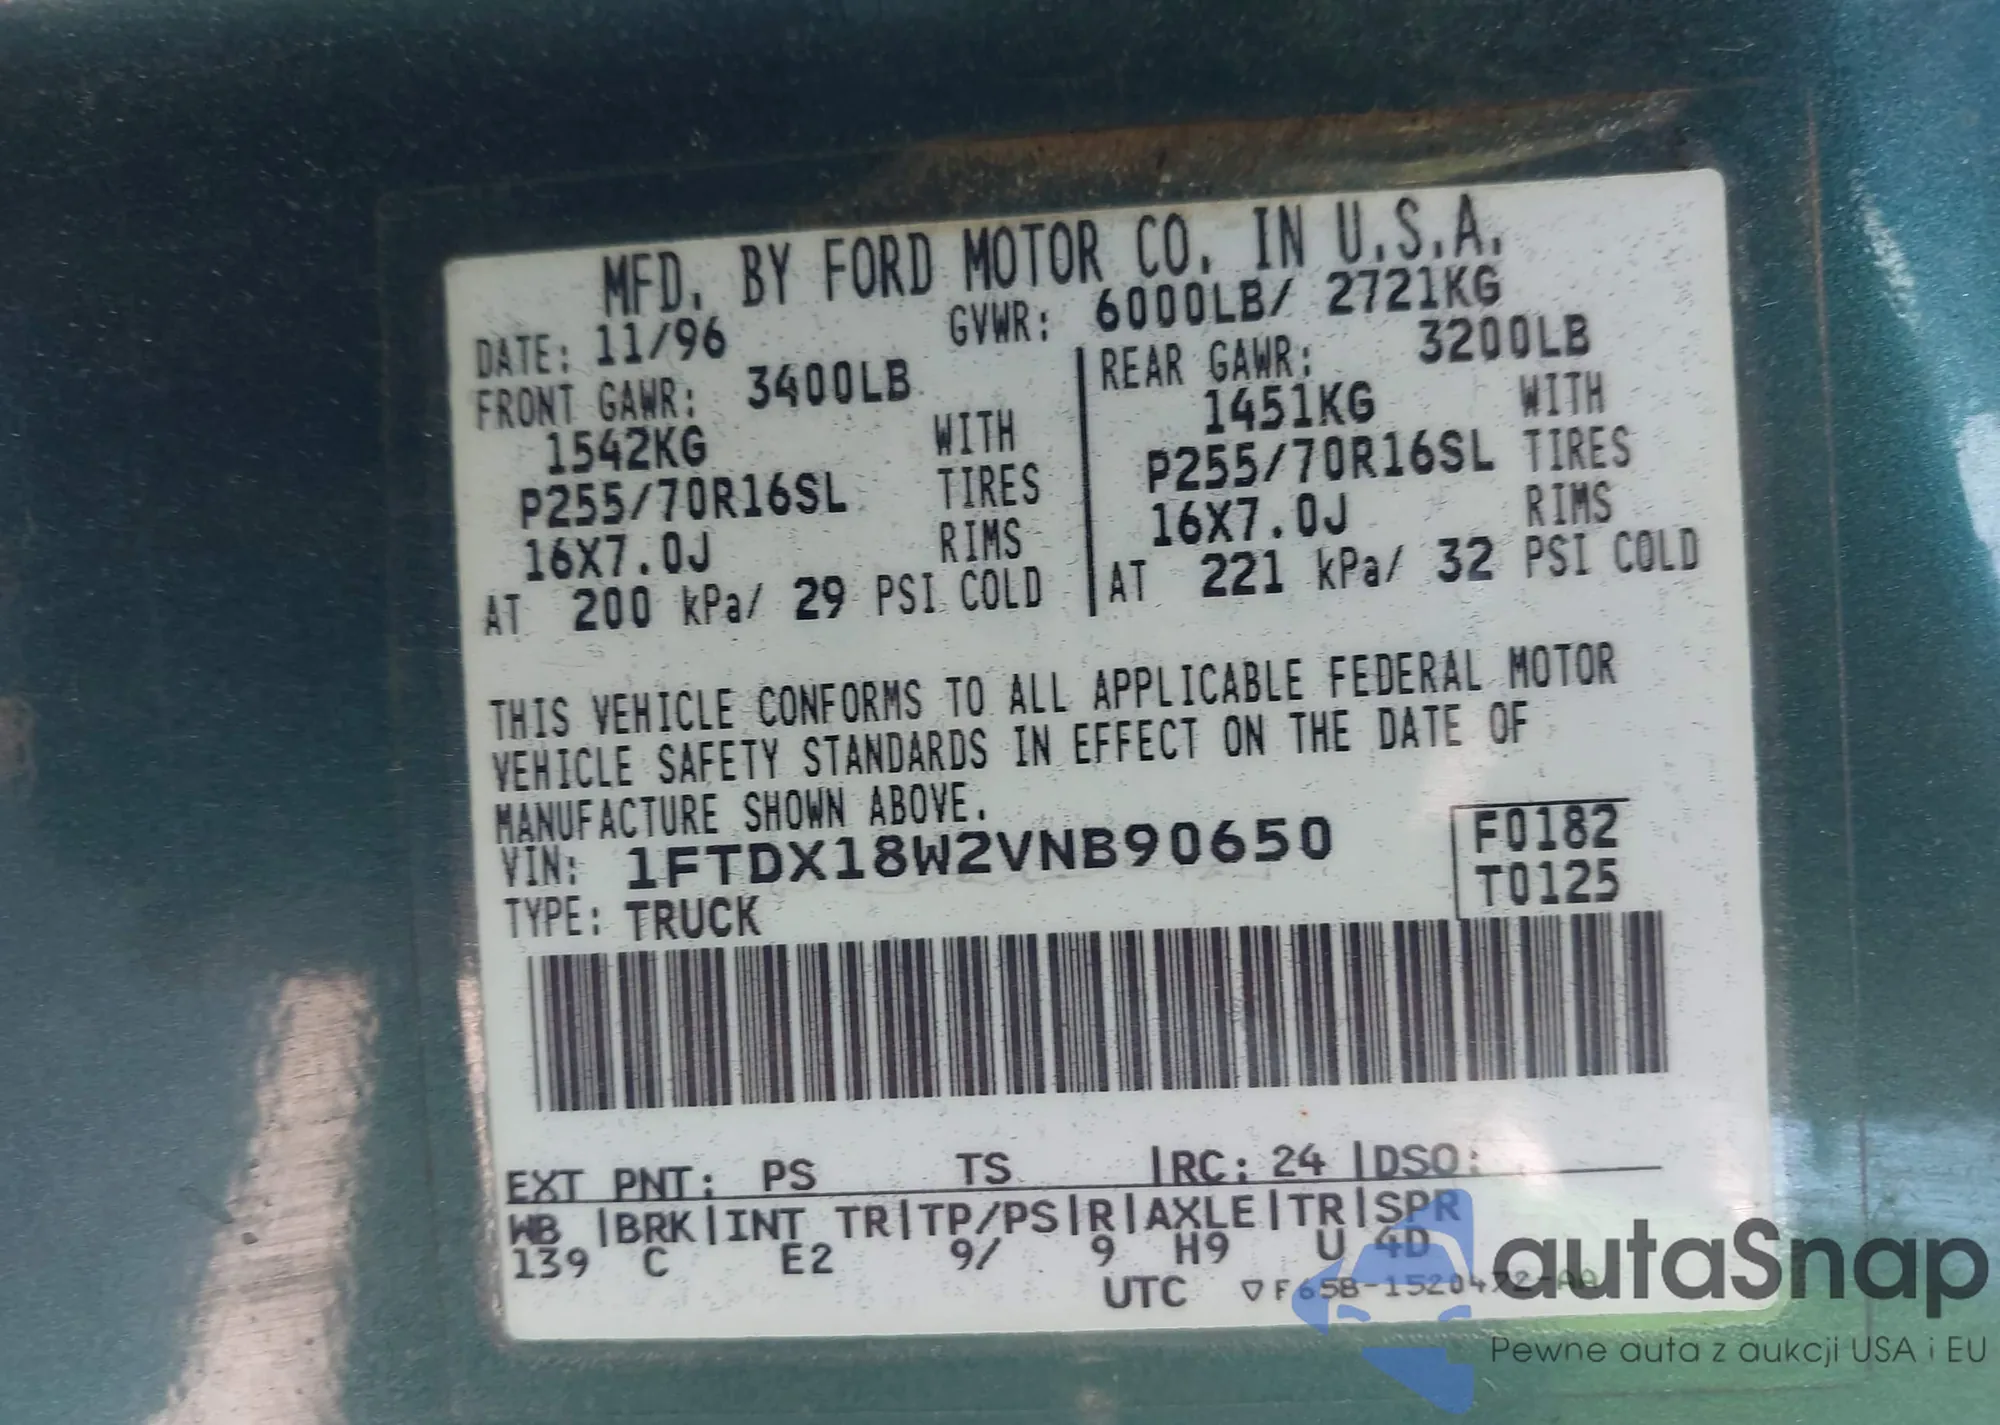 MFD. BY FORD MOTOR CO. IN U.S.A.
DATE: 11/96 GVWR: 6000LB/ 2721KG
FRONT GAWR: 3400LB REAR GAWR: 3200LB
1542KG WITH 1451KG WITH
P255/70R16SL TIRES P255/70R16SL TIRES
16X7.0J RIMS 16X7.0J RIMS
AT 200 kPa/ 29 PSI COLD AT 221 kPa/ 32 PSI COLD
THIS VEHICLE CONFORMS TO ALL APPLICABLE FEDERAL MOTOR
VEHICLE SAFETY STANDARDS IN EFFECT ON THE DATE OF
MANUFACTURE SHOWN ABOVE.
VIN: 1FTDX18W2VNB90650 F0182
TYPE: TRUCK T0125
EXT PNT: PS TS |RC: 24 |DSO:
WB |BRK|INT TR|TP/PS|R|AXLE|TR|SPR
139 C E2 9/ 9 H9 U 4D
UTC ▽ F65B-1520472-AA
autaSnap
Pewne auta z aukcji USA i EU